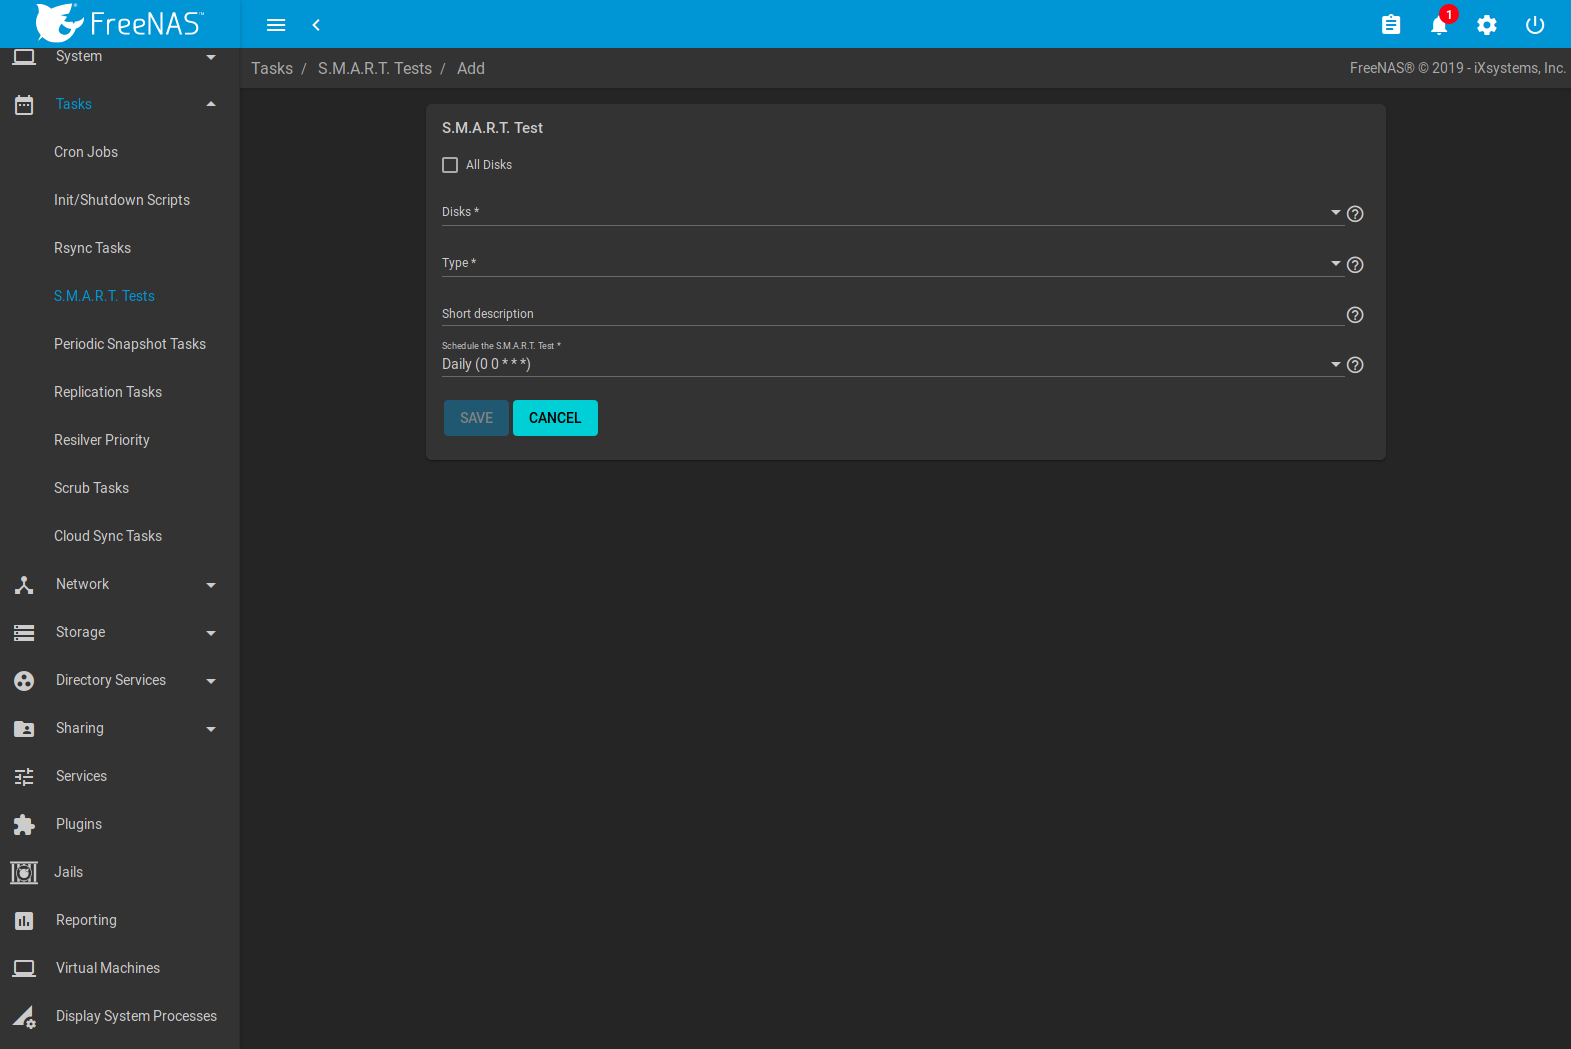 FreeNAS™
1
System
Tasks / S.M.A.R.T. Tests / Add
FreeNAS® © 2019 - iXsystems, Inc.
Tasks
Cron Jobs
Init/Shutdown Scripts
Rsync Tasks
S.M.A.R.T. Tests
Periodic Snapshot Tasks
Replication Tasks
Resilver Priority
Scrub Tasks
Cloud Sync Tasks
Network
Storage
Directory Services
Sharing
Services
Plugins
Jails
Reporting
Virtual Machines
Display System Processes
S.M.A.R.T. Test
All Disks
Disks *
Type *
Short description
Schedule the S.M.A.R.T. Test *
Daily (0 0 * * *)
SAVE CANCEL